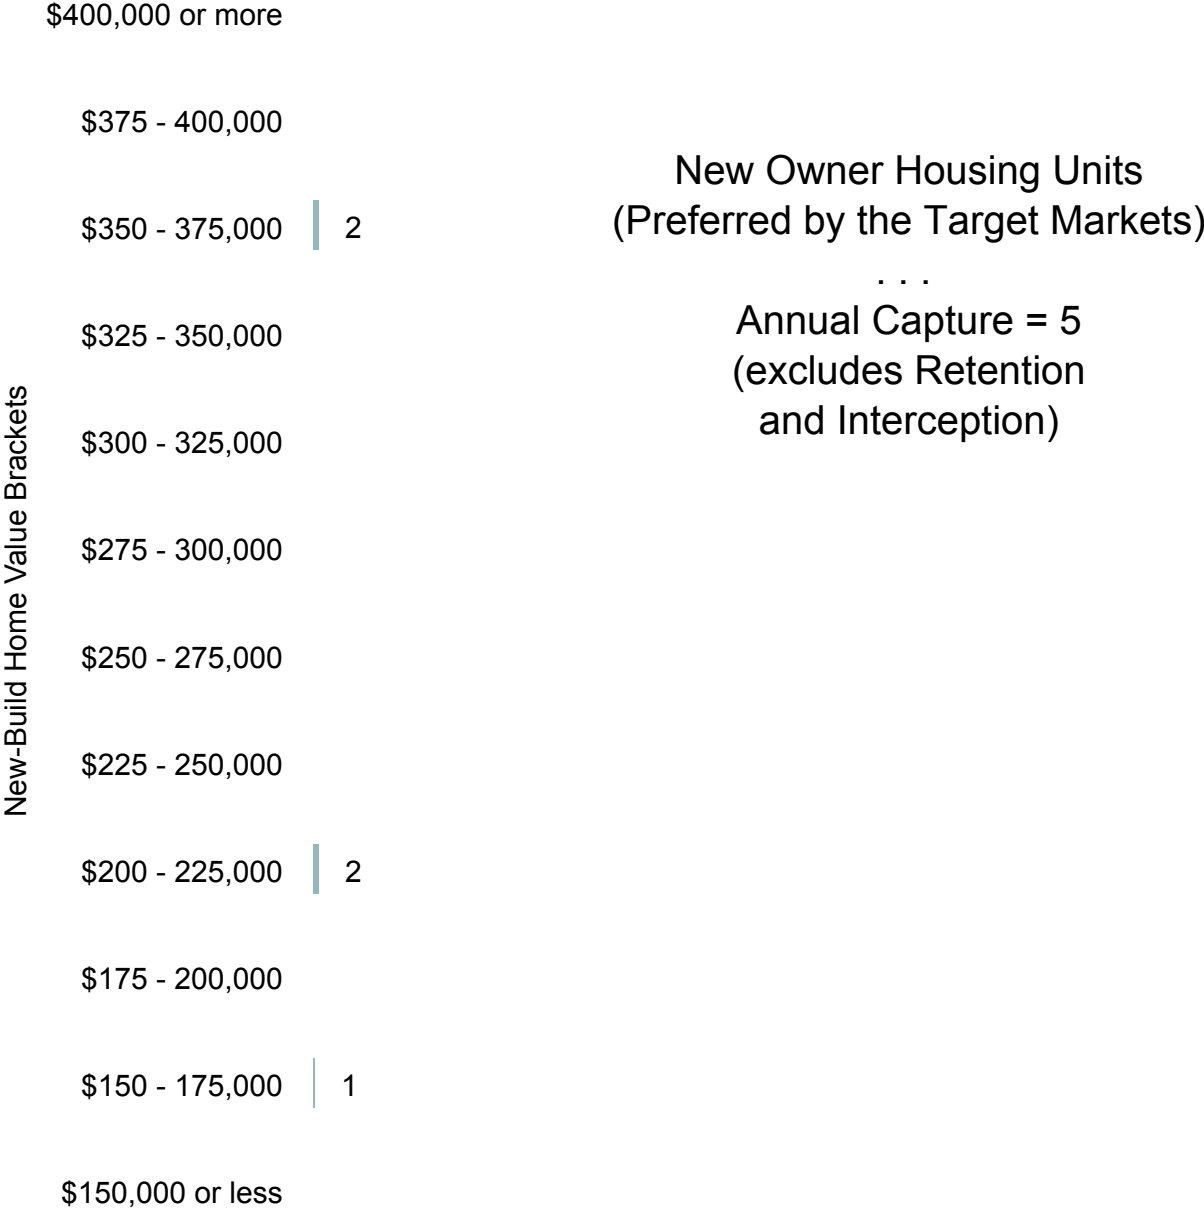 $400,000 or more
$375 - 400,000
$350 - 375,000 2
$325 - 350,000
$300 - 325,000
$275 - 300,000
$250 - 275,000
$225 - 250,000
$200 - 225,000 2
$175 - 200,000
$150 - 175,000 1
$150,000 or less
New-Build Home Value Brackets
New Owner Housing Units
(Preferred by the Target Markets)
. . .
Annual Capture = 5
(excludes Retention
and Interception)